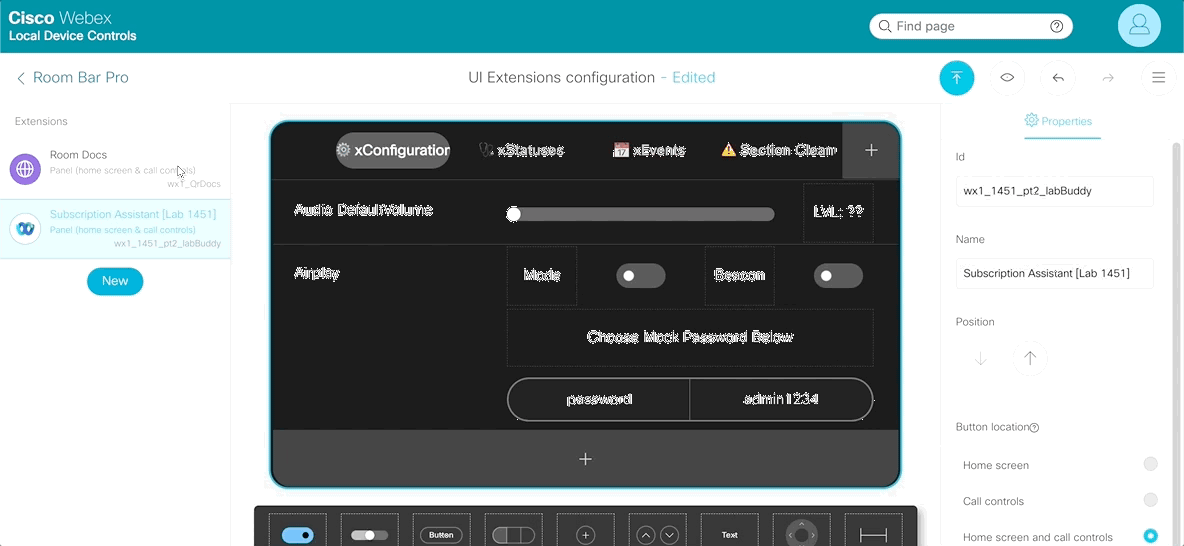 Cisco Webex
Local Device Controls
Find page
Room Bar Pro
UI Extensions configuration - Edited
Extensions
Room Docs
Panel (home screen & call controls)
wx1_QrDocs
Subscription Assistant [Lab 1451]
Panel (home screen & call controls)
wx1_1451_pt2_labBuddy
New
xConfiguration
xStatuses
xEvents
Section Cleanr
+
Audio DefaultVolume
LVL: ??
Airplay
Mode
Beacon
Choose Mock Password Below
password
admin1234
+
Button
Text
Properties
Id
wx1_1451_pt2_labBuddy
Name
Subscription Assistant [Lab 1451]
Position
Button location
Home screen
Call controls
Home screen and call controls